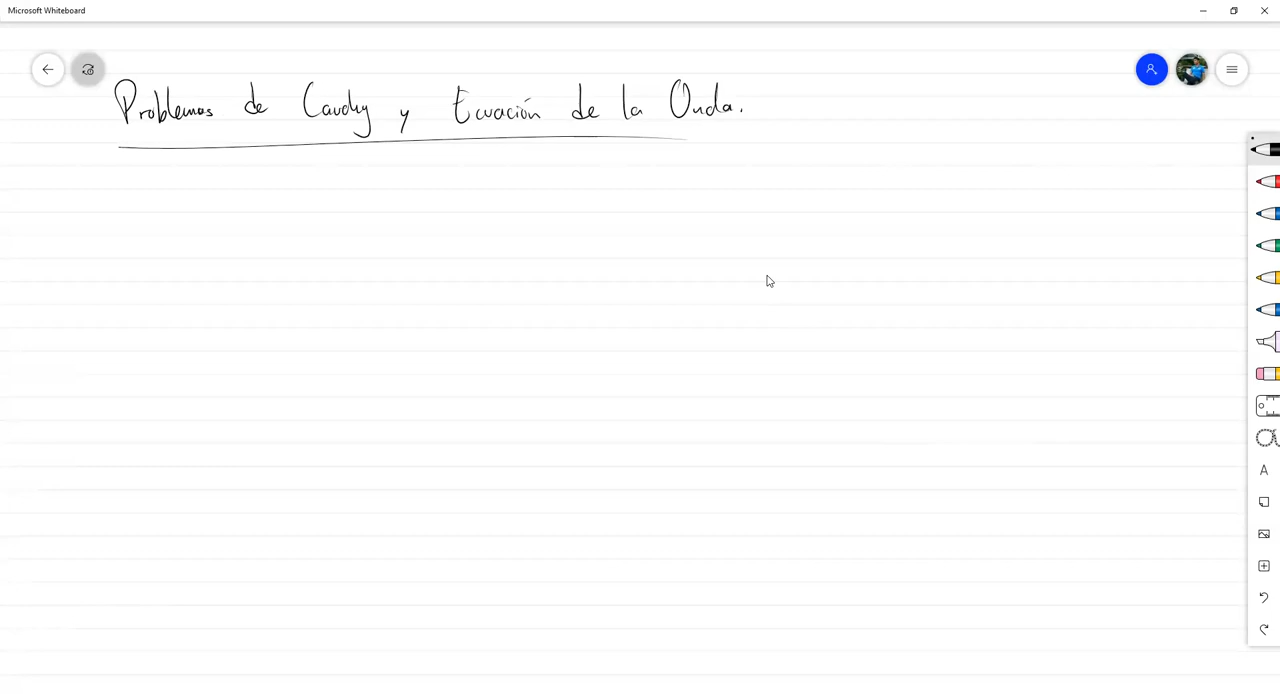 Microsoft Whiteboard
Problemas de Cauchy y Ecuación de la Onda.
A